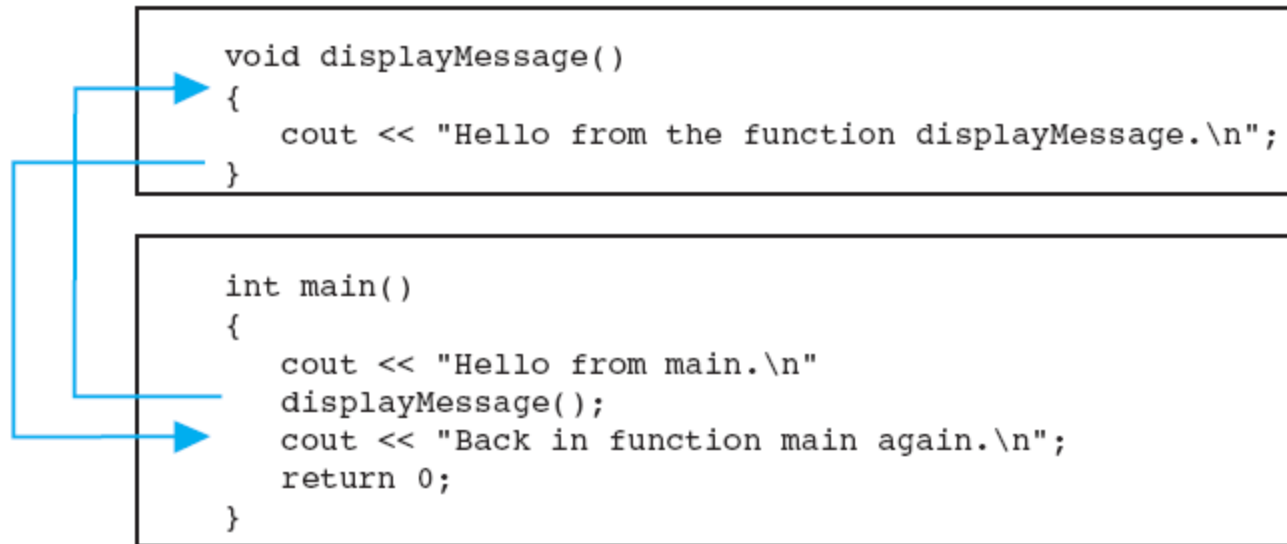 void displayMessage()
{
cout << "Hello from the function displayMessage.\n";
}
int main()
{
cout << "Hello from main.\n"
displayMessage();
cout << "Back in function main again.\n";
return 0;
}